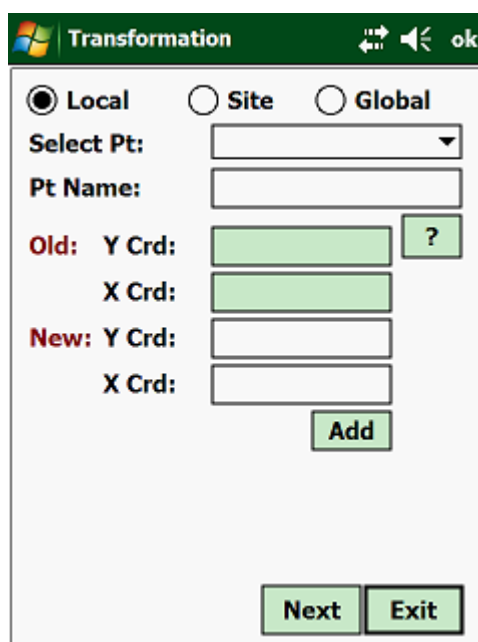 Transformation ok
Local Site Global
Select Pt:
Pt Name:
?
Old: Y Crd:
X Crd:
New: Y Crd:
X Crd:
Add
Next Exit